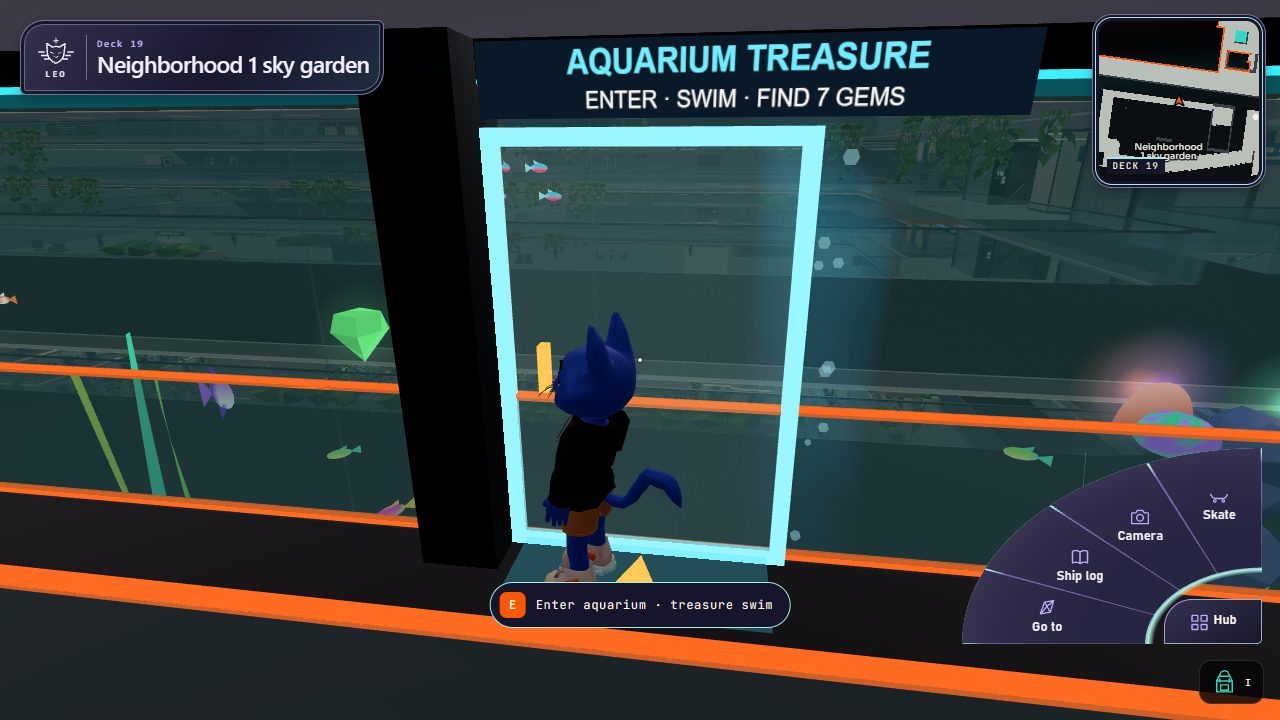 LEO
Deck 19
Neighborhood 1 sky garden
AQUARIUM TREASURE
ENTER · SWIM · FIND 7 GEMS
Neighborhood
1 sky garden
DECK 19
Skate
Camera
Ship log
Go to
Hub
E Enter aquarium · treasure swim
I